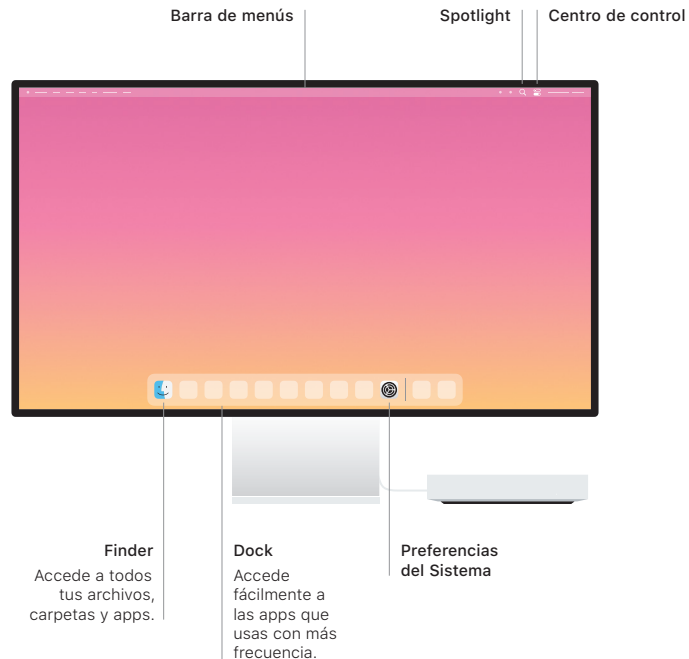 Barra de menús
Spotlight
Centro de control
Finder
Accede a todos
tus archivos,
carpetas y apps.
Dock
Accede
fácilmente a
las apps que
usas con más
frecuencia.
Preferencias
del Sistema